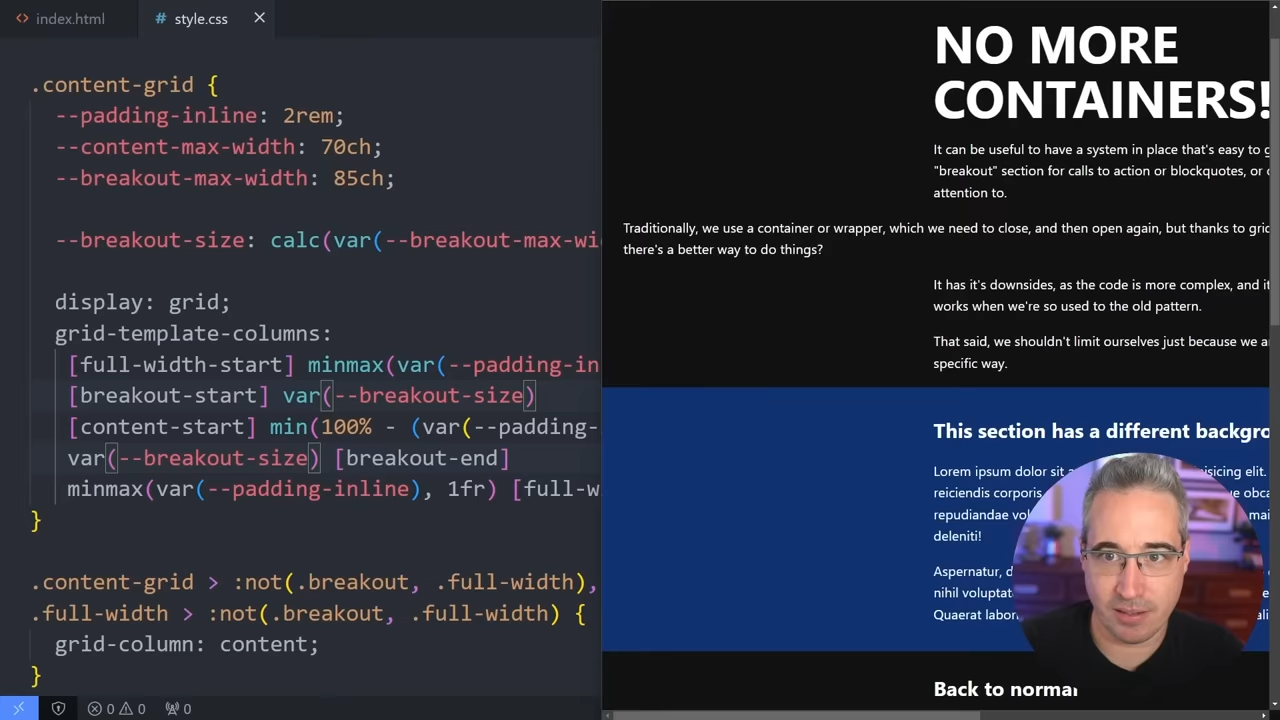 index.html
style.css
.content-grid {
--padding-inline: 2rem;
--content-max-width: 70ch;
--breakout-max-width: 85ch;
--breakout-size: calc(var(--breakout-max-wi
display: grid;
grid-template-columns:
[full-width-start] minmax(var(--padding-in
[breakout-start] var(--breakout-size)
[content-start] min(100% - (var(--padding-
var(--breakout-size) [breakout-end]
minmax(var(--padding-inline), 1fr) [full-w
}
.content-grid > :not(.breakout, .full-width),
.full-width > :not(.breakout, .full-width) {
grid-column: content;
}
0 0 0
NO MORE
CONTAINERS!
It can be useful to have a system in place that's easy to g
"breakout" section for calls to action or blockquotes, or
attention to.
Traditionally, we use a container or wrapper, which we need to close, and then open again, but thanks to grid
there's a better way to do things?
It has it's downsides, as the code is more complex, and it
works when we're so used to the old pattern.
That said, we shouldn't limit ourselves just because we a
specific way.
This section has a different backgro
Lorem ipsum dolor sit isicing elit.
reiciendis corporis obca
repudiandae
deleniti!
Aspernatur,
nihil
Quaerat
Back to normal